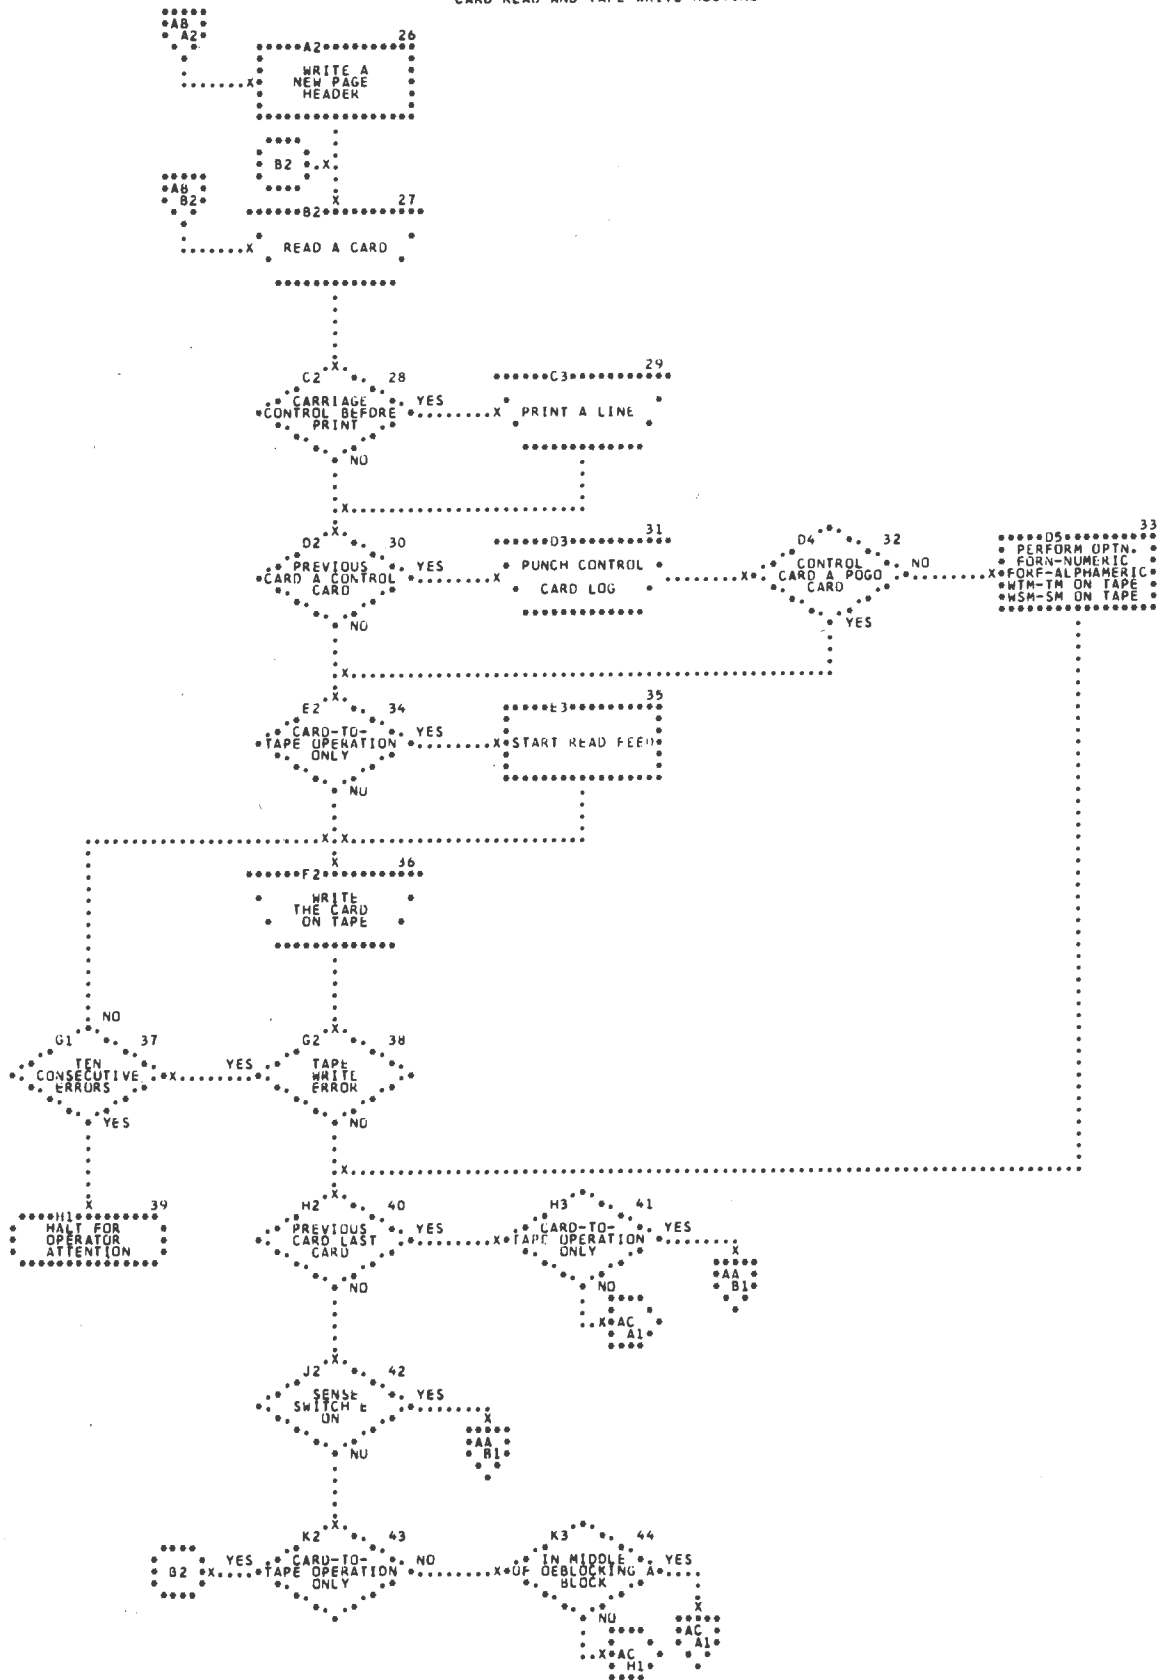 CARD READ AND TAPE WRITE ROUTINE
AB
A2
A2 26
WRITE A
NEW PAGE
HEADER
B2
AB
B2
B2 27
READ A CARD
C2 28
CARRIAGE
CONTROL BEFORE
PRINT
YES
NO
C3 29
PRINT A LINE
D2 30
PREVIOUS
CARD A CONTROL
CARD
YES
NO
D3 31
PUNCH CONTROL
CARD LOG
D4 32
CONTROL
CARD A POGO
CARD
NO
YES
D5 33
PERFORM OPTN.
FORN-NUMERIC
FORF-ALPHAMERIC
WTM-TM ON TAPE
WSM-SM ON TAPE
E2 34
CARD-TO-
TAPE OPERATION
ONLY
YES
NO
E3 35
START READ FEED
F2 36
WRITE
THE CARD
ON TAPE
NO
G1 37
TEN
CONSECUTIVE
ERRORS
YES
G2 38
TAPE
WRITE
ERROR
YES
NO
H1 39
HALT FOR
OPERATOR
ATTENTION
H2 40
PREVIOUS
CARD LAST
CARD
YES
NO
H3 41
CARD-TO-
TAPE OPERATION
ONLY
YES
NO
AA
B1
AC
A1
J2 42
SENSE
SWITCH E
ON
YES
NO
AA
B1
K2 43
CARD-TO-
TAPE OPERATION
ONLY
YES
B2
NO
K3 44
IN MIDDLE
OF DEBLOCKING A
BLOCK
YES
NO
AC
A1
AC
H1